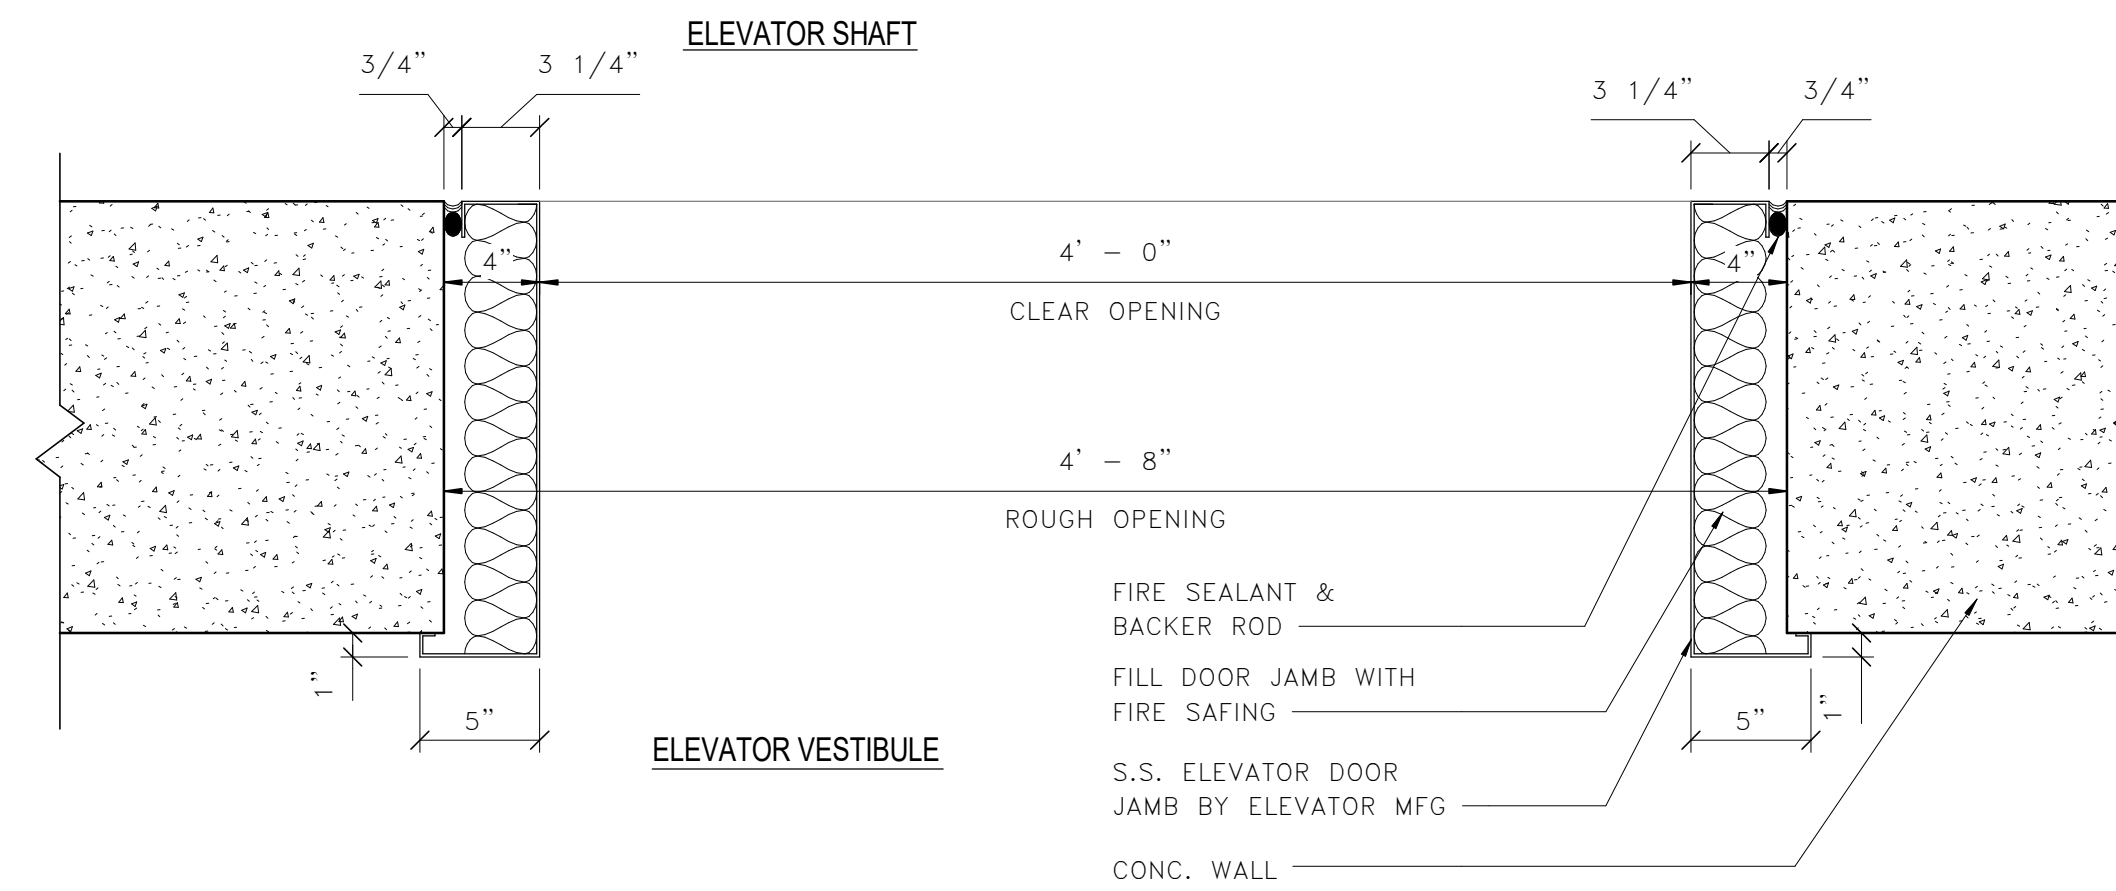 ELEVATOR SHAFT
3/4”
3 1/4”
3 1/4”
3/4”
4”
4’ – 0”
4”
CLEAR OPENING
4’ – 8”
ROUGH OPENING
FIRE SEALANT &
BACKER ROD
FILL DOOR JAMB WITH
FIRE SAFING
1”
5”
5”
1”
ELEVATOR VESTIBULE
S.S. ELEVATOR DOOR
JAMB BY ELEVATOR MFG
CONC. WALL